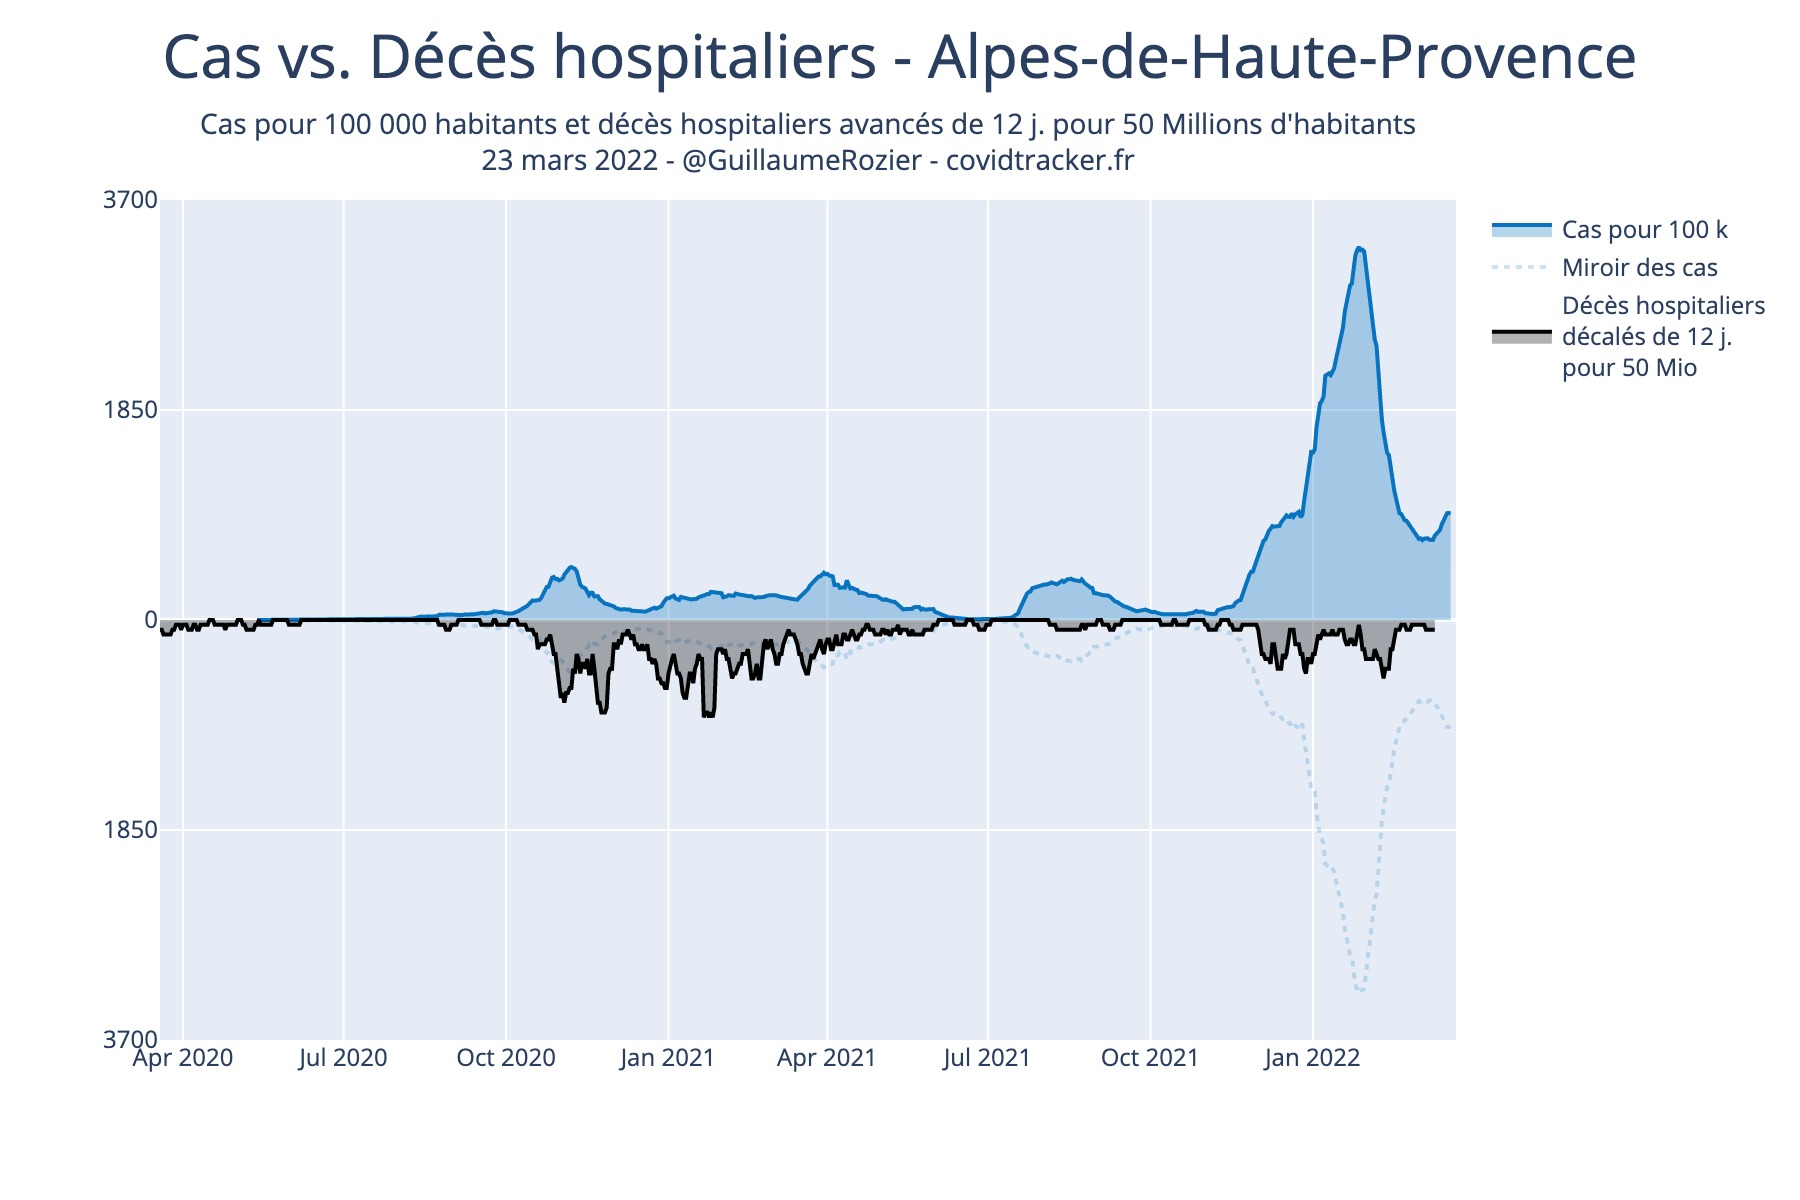 Cas vs. Décès hospitaliers - Alpes-de-Haute-Provence
Cas pour 100 000 habitants et décès hospitaliers avancés de 12 j. pour 50 Millions d'habitants
23 mars 2022 - @GuillaumeRozier - covidtracker.fr
3700
1850
0
1850
3700
Apr 2020
Jul 2020
Oct 2020
Jan 2021
Apr 2021
Jul 2021
Oct 2021
Jan 2022
Cas pour 100 k
Miroir des cas
Décès hospitaliers
décalés de 12 j.
pour 50 Mio